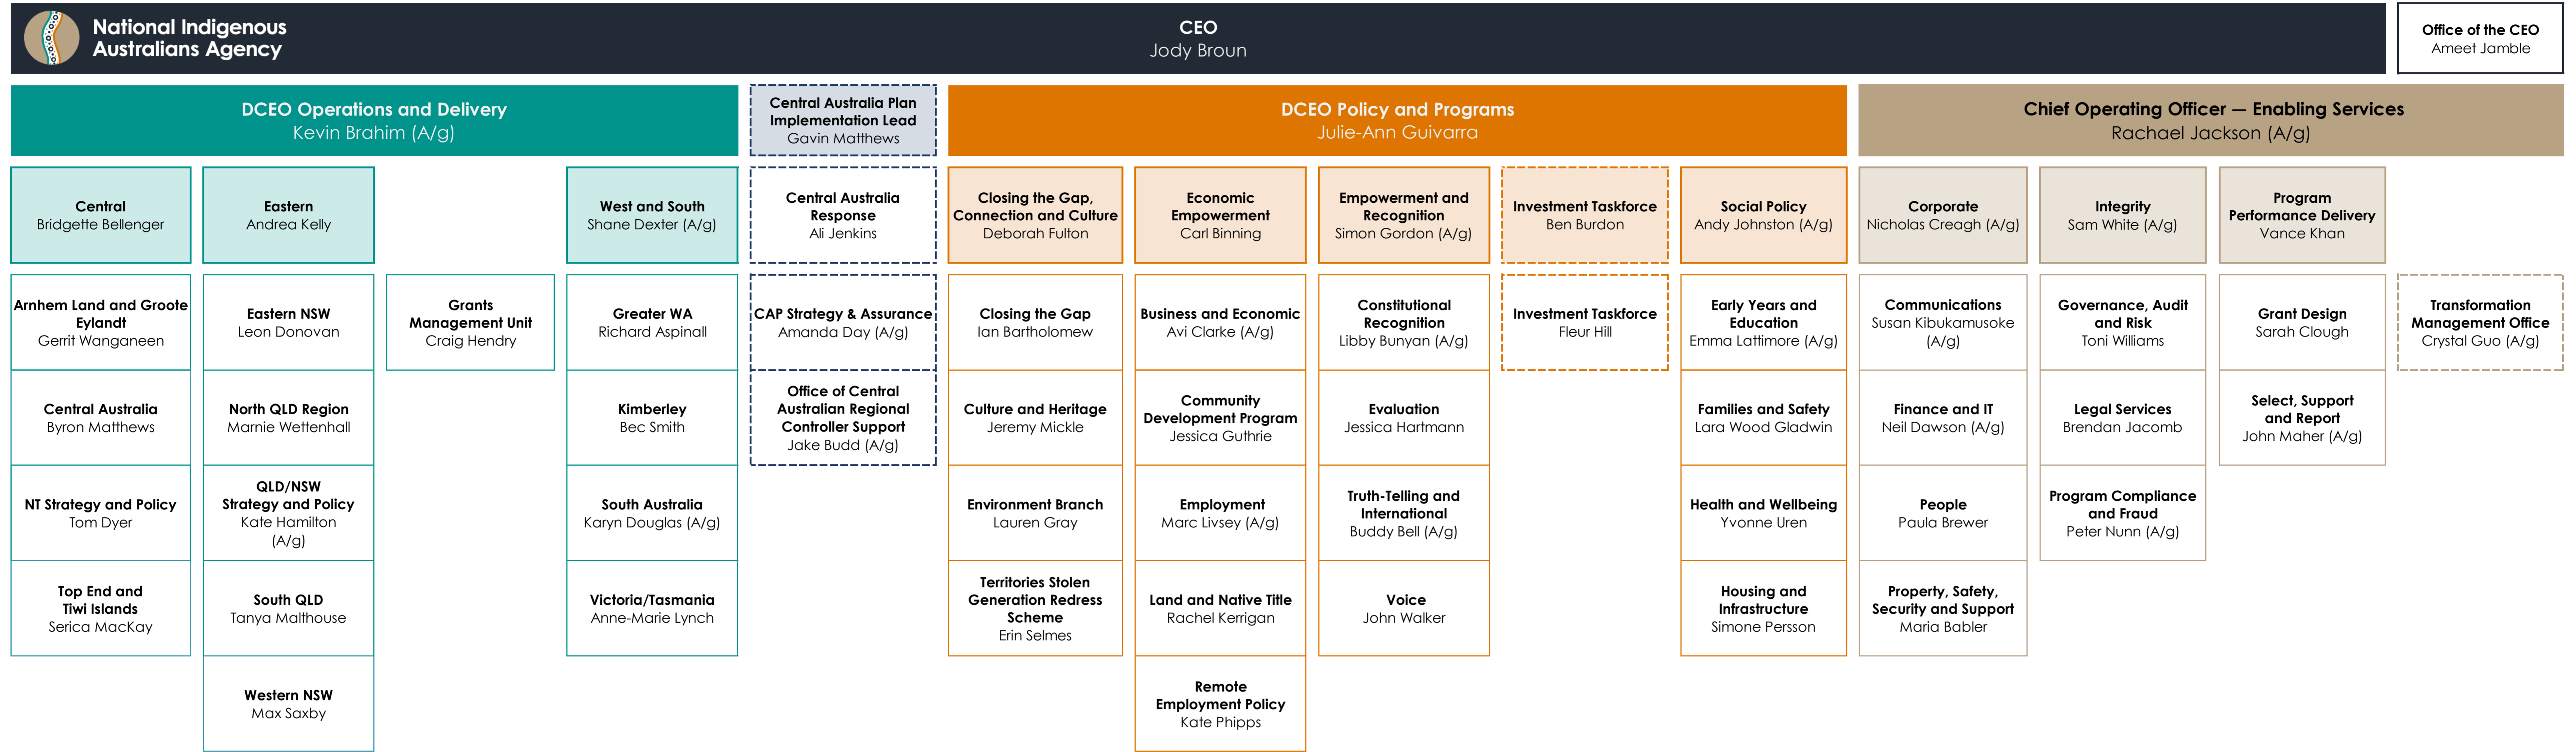 National Indigenous
Australians Agency
CEO
Jody Broun
Office of the CEO
Ameet Jamble
DCEO Operations and Delivery
Kevin Brahim (A/g)
Central Australia Plan
Implementation Lead
Gavin Matthews
DCEO Policy and Programs
Julie-Ann Guivarra
Chief Operating Officer — Enabling Services
Rachael Jackson (A/g)
Central
Bridgette Bellenger
Eastern
Andrea Kelly
West and South
Shane Dexter (A/g)
Central Australia
Response
Ali Jenkins
Closing the Gap,
Connection and Culture
Deborah Fulton
Economic
Empowerment
Carl Binning
Empowerment and
Recognition
Simon Gordon (A/g)
Investment Taskforce
Ben Burdon
Social Policy
Andy Johnston (A/g)
Corporate
Nicholas Creagh (A/g)
Integrity
Sam White (A/g)
Program
Performance Delivery
Vance Khan
Arnhem Land and Groote
Eylandt
Gerrit Wanganeen
Eastern NSW
Leon Donovan
Grants
Management Unit
Craig Hendry
Greater WA
Richard Aspinall
CAP Strategy & Assurance
Amanda Day (A/g)
Closing the Gap
Ian Bartholomew
Business and Economic
Avi Clarke (A/g)
Constitutional
Recognition
Libby Bunyan (A/g)
Investment Taskforce
Fleur Hill
Early Years and
Education
Emma Lattimore (A/g)
Communications
Susan Kibukamusoke
(A/g)
Governance, Audit
and Risk
Toni Williams
Grant Design
Sarah Clough
Transformation
Management Office
Crystal Guo (A/g)
Central Australia
Byron Matthews
North QLD Region
Marnie Wettenhall
Kimberley
Bec Smith
Office of Central
Australian Regional
Controller Support
Jake Budd (A/g)
Culture and Heritage
Jeremy Mickle
Community
Development Program
Jessica Guthrie
Evaluation
Jessica Hartmann
Families and Safety
Lara Wood Gladwin
Finance and IT
Neil Dawson (A/g)
Legal Services
Brendan Jacomb
Select, Support
and Report
John Maher (A/g)
NT Strategy and Policy
Tom Dyer
QLD/NSW
Strategy and Policy
Kate Hamilton
(A/g)
South Australia
Karyn Douglas (A/g)
Environment Branch
Lauren Gray
Employment
Marc Livsey (A/g)
Truth-Telling and
International
Buddy Bell (A/g)
Health and Wellbeing
Yvonne Uren
People
Paula Brewer
Program Compliance
and Fraud
Peter Nunn (A/g)
Top End and
Tiwi Islands
Serica MacKay
South QLD
Tanya Malthouse
Victoria/Tasmania
Anne-Marie Lynch
Territories Stolen
Generation Redress
Scheme
Erin Selmes
Land and Native Title
Rachel Kerrigan
Voice
John Walker
Housing and
Infrastructure
Simone Persson
Property, Safety,
Security and Support
Maria Babler
Western NSW
Max Saxby
Remote
Employment Policy
Kate Phipps